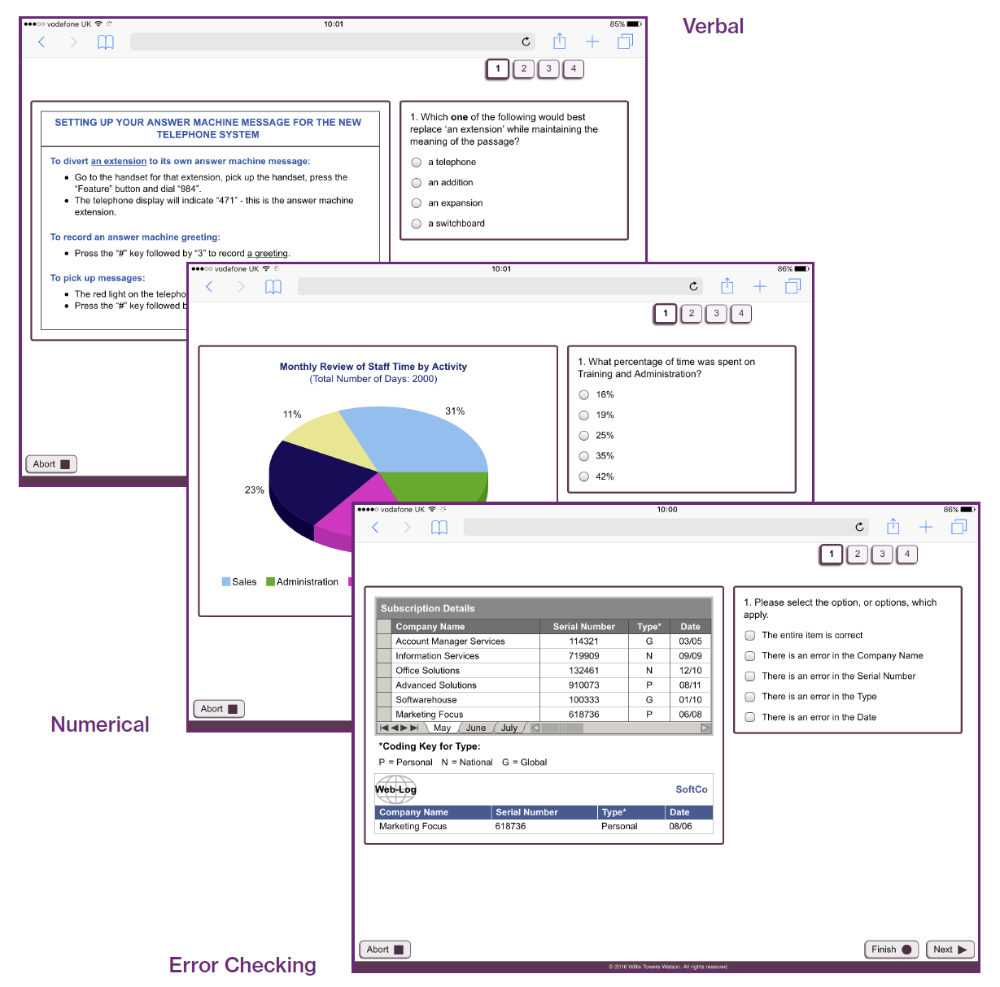 Verbal
●●●○○ vodafone UK 10:01 85%
1 2 3 4
SETTING UP YOUR ANSWER MACHINE MESSAGE FOR THE NEW
TELEPHONE SYSTEM
To divert an extension to its own answer machine message:
• Go to the handset for that extension, pick up the handset, press the
“Feature” button and dial “984”.
• The telephone display will indicate “471” - this is the answer machine
extension.
To record an answer machine greeting:
• Press the “#” key followed by “3” to record a greeting.
To pick up messages:
• The red light on the telepho
• Press the “#” key followed b
1. Which one of the following would best
replace ‘an extension’ while maintaining the
meaning of the passage?
a telephone
an addition
an expansion
a switchboard
Abort
Numerical
●●●○○ vodafone UK 10:01 86%
1 2 3 4
Monthly Review of Staff Time by Activity
(Total Number of Days: 2000)
31%
11%
23%
Sales Administration
1. What percentage of time was spent on
Training and Administration?
16%
19%
25%
35%
42%
Abort
Error Checking
●●●●○ vodafone UK 10:00 86%
1 2 3 4
Subscription Details
Company Name Serial Number Type* Date
Account Manager Services 114321 G 03/05
Information Services 719909 N 09/09
Office Solutions 132461 N 12/10
Advanced Solutions 910073 P 08/11
Softwarehouse 100333 G 01/10
Marketing Focus 618736 P 06/08
May June July
*Coding Key for Type:
P = Personal N = National G = Global
Web-Log SoftCo
Company Name Serial Number Type* Date
Marketing Focus 618736 Personal 08/06
1. Please select the option, or options, which
apply.
The entire item is correct
There is an error in the Company Name
There is an error in the Serial Number
There is an error in the Type
There is an error in the Date
Abort Finish Next
© 2016 Willis Towers Watson. All rights reserved.